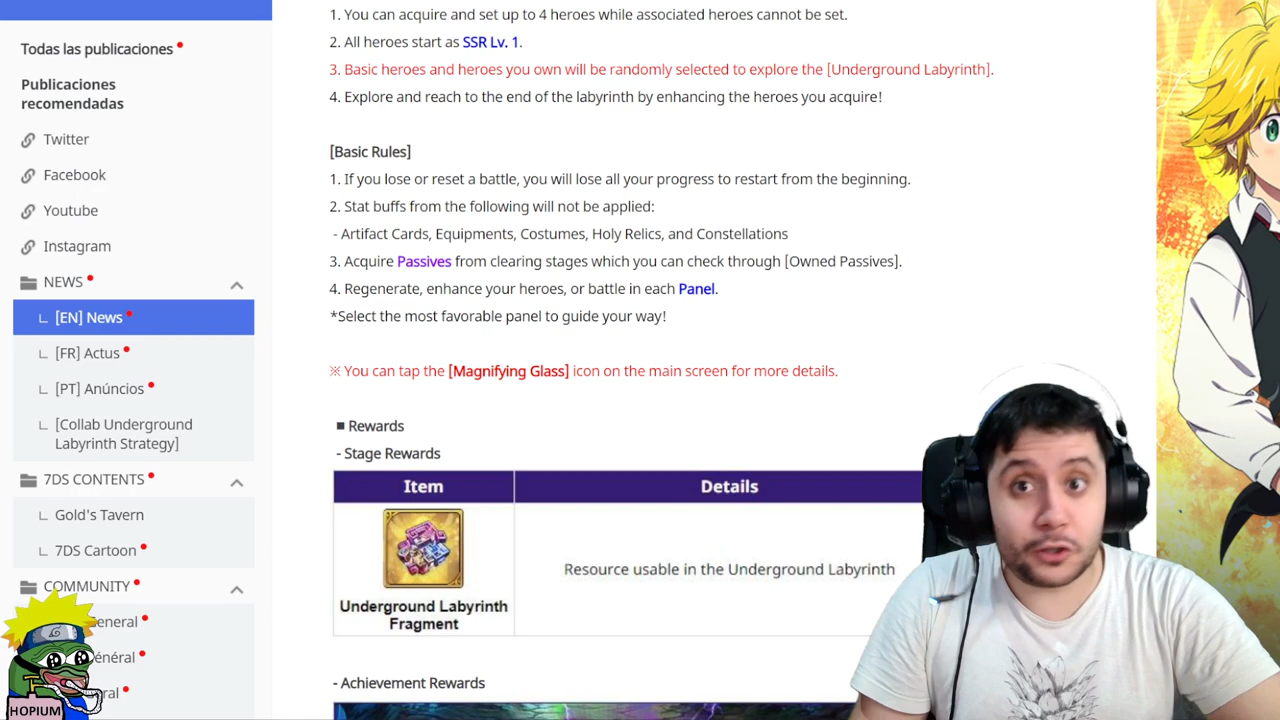 Todas las publicaciones
Publicaciones
recomendadas
Twitter
Facebook
Youtube
Instagram
NEWS
[EN] News
[FR] Actus
[PT] Anúncios
[Collab Underground
Labyrinth Strategy]
7DS CONTENTS
Gold's Tavern
7DS Cartoon
COMMUNITY
General
énéral
ral
HOPIUM
1. You can acquire and set up to 4 heroes while associated heroes cannot be set.
2. All heroes start as SSR Lv. 1.
3. Basic heroes and heroes you own will be randomly selected to explore the [Underground Labyrinth].
4. Explore and reach to the end of the labyrinth by enhancing the heroes you acquire!
[Basic Rules]
1. If you lose or reset a battle, you will lose all your progress to restart from the beginning.
2. Stat buffs from the following will not be applied:
- Artifact Cards, Equipments, Costumes, Holy Relics, and Constellations
3. Acquire Passives from clearing stages which you can check through [Owned Passives].
4. Regenerate, enhance your heroes, or battle in each Panel.
*Select the most favorable panel to guide your way!
※ You can tap the [Magnifying Glass] icon on the main screen for more details.
■ Rewards
- Stage Rewards
Item Details
Underground Labyrinth
Fragment
Resource usable in the Underground Labyrinth
- Achievement Rewards